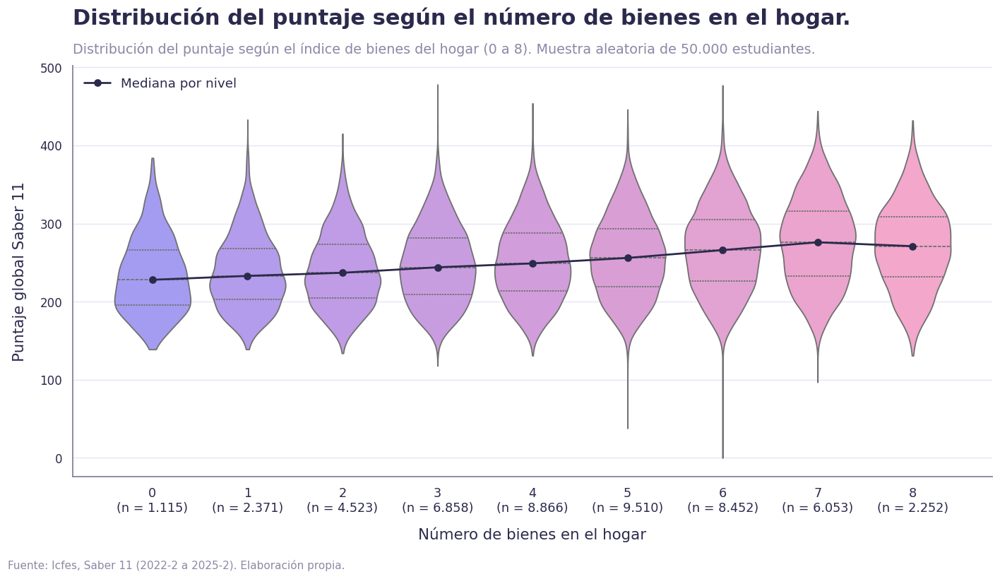 Distribución del puntaje según el número de bienes en el hogar.
Distribución del puntaje según el índice de bienes del hogar (0 a 8). Muestra aleatoria de 50.000 estudiantes.
Mediana por nivel
Puntaje global Saber 11
500
400
300
200
100
0
0 1 2 3 4 5 6 7 8
(n = 1.115) (n = 2.371) (n = 4.523) (n = 6.858) (n = 8.866) (n = 9.510) (n = 8.452) (n = 6.053) (n = 2.252)
Número de bienes en el hogar
Fuente: Icfes, Saber 11 (2022-2 a 2025-2). Elaboración propia.